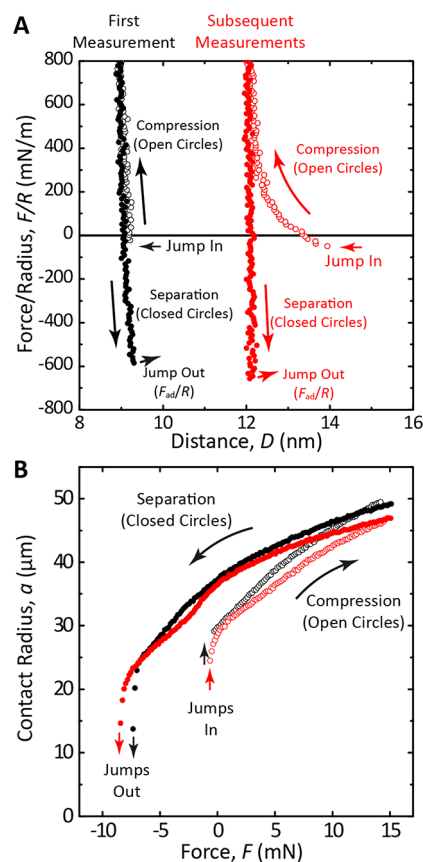 First
Measurement
Subsequent
Measurements
A
800
600
400
200
0
-200
-400
-600
-800
Force/Radius, F/R (mN/m)
Compression
(Open Circles)
Compression
(Open Circles)
Jump In
Jump In
Separation
(Closed Circles)
Separation
(Closed Circles)
Jump Out
(Fad/R)
Jump Out
(Fad/R)
8 10 12 14 16
Distance, D (nm)
B
50
40
30
20
10
0
Contact Radius, a (μm)
Separation
(Closed Circles)
Compression
(Open Circles)
Jumps
In
Jumps
Out
-10 -5 0 5 10 15
Force, F (mN)